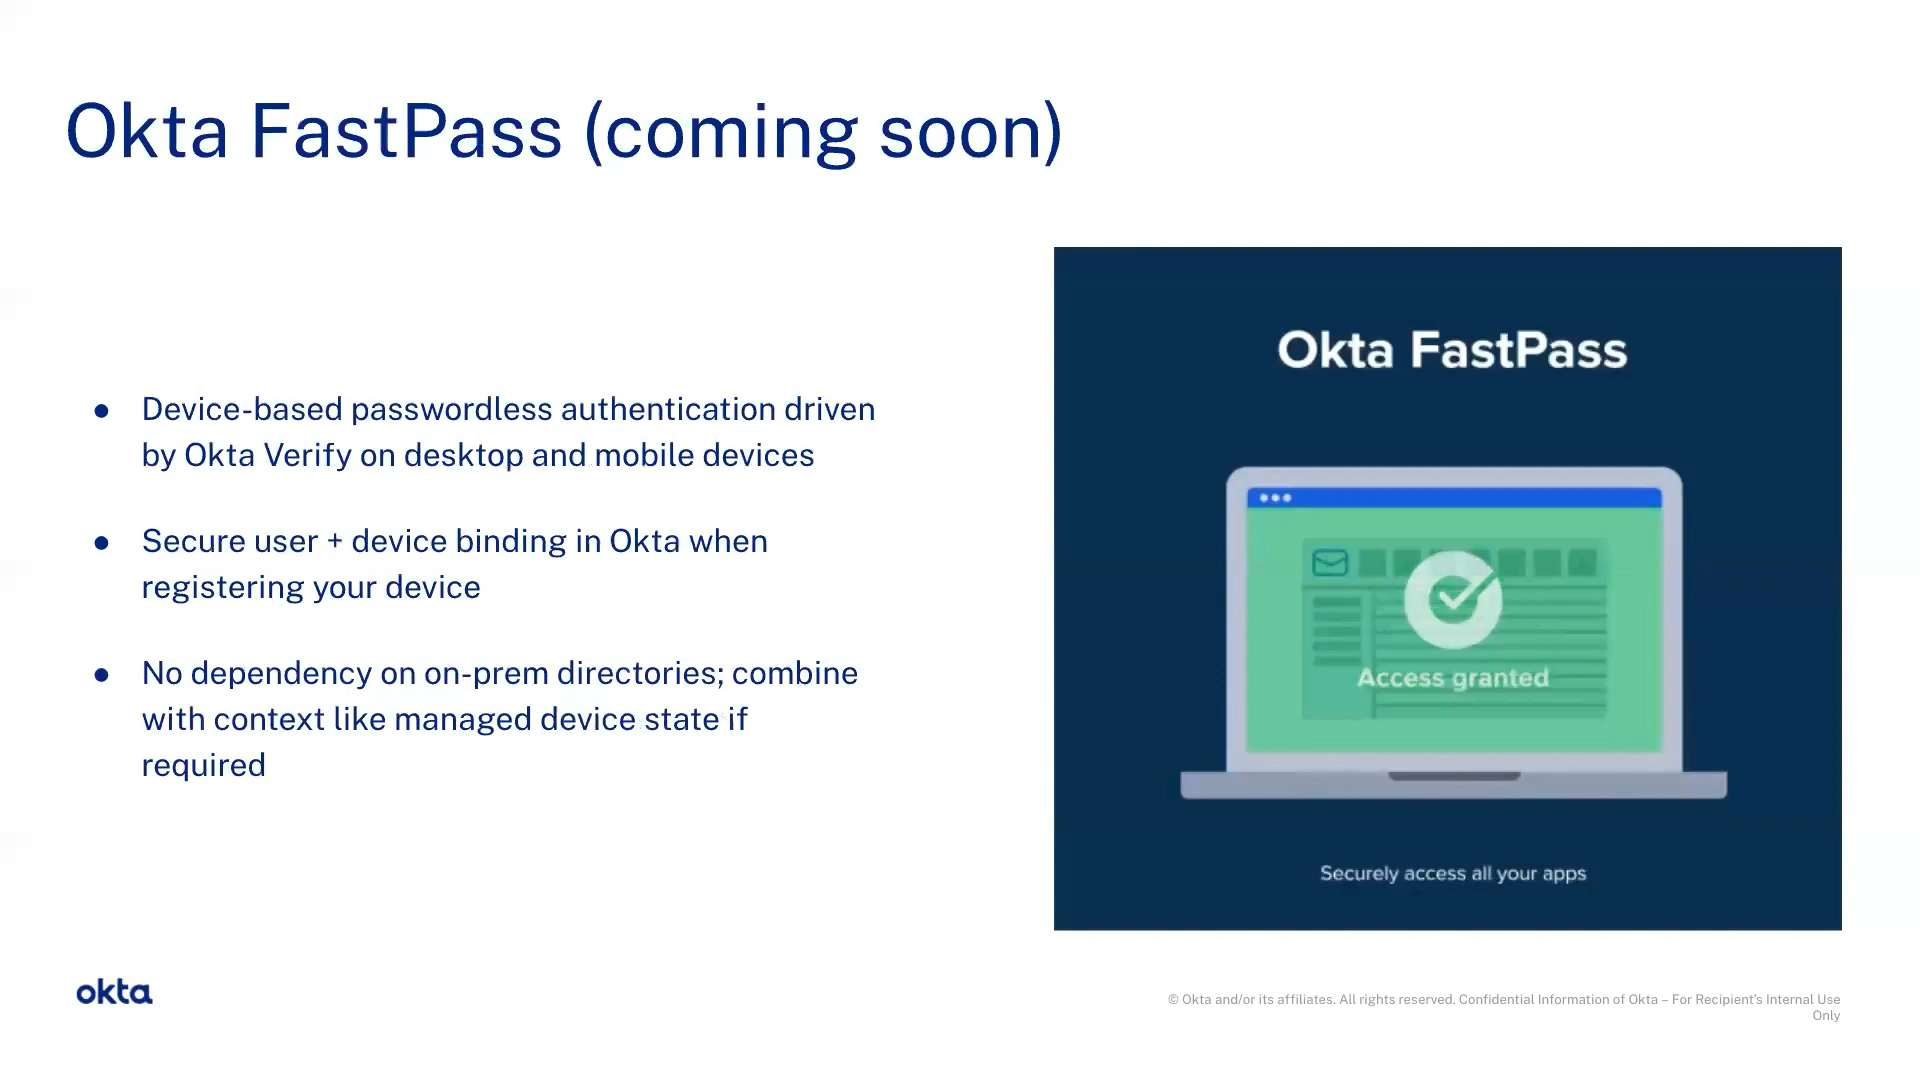 Okta FastPass (coming soon)
● Device-based passwordless authentication driven
by Okta Verify on desktop and mobile devices
● Secure user + device binding in Okta when
registering your device
● No dependency on on-prem directories; combine
with context like managed device state if
required
Okta FastPass
Access granted
Securely access all your apps
okta
© Okta and/or its affiliates. All rights reserved. Confidential Information of Okta – For Recipient’s Internal Use
Only